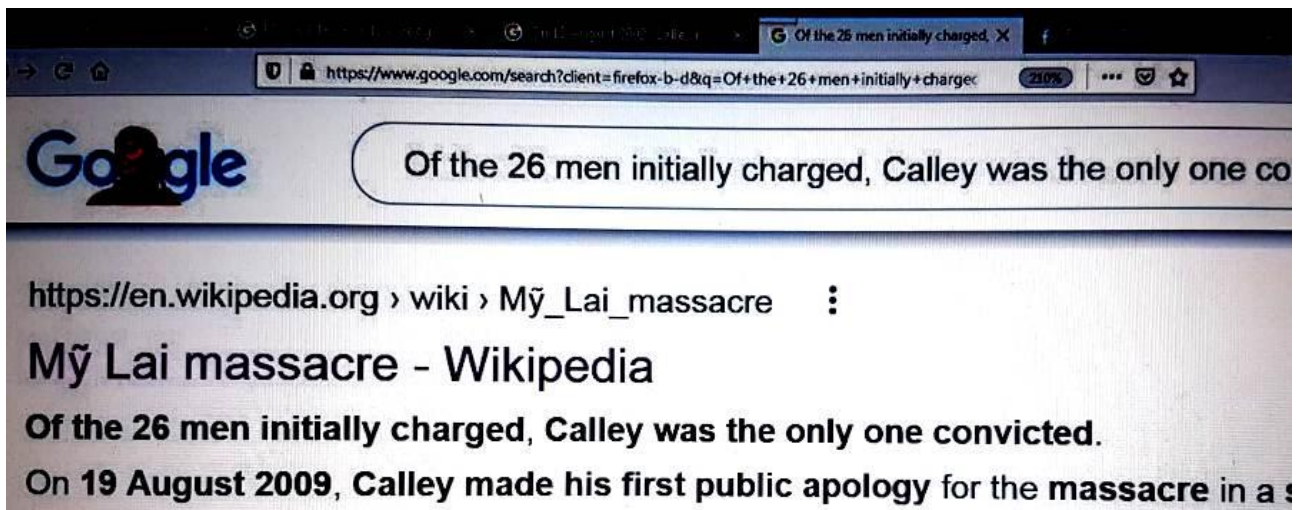 Of the 26 men initially charged,
https://www.google.com/search?client=firefox-b-d&q=Of+the+26+men+initially+charged 210%
Google
Of the 26 men initially charged, Calley was the only one co
https://en.wikipedia.org › wiki › Mỹ_Lai_massacre
Mỹ Lai massacre - Wikipedia
Of the 26 men initially charged, Calley was the only one convicted.
On 19 August 2009, Calley made his first public apology for the massacre in a s